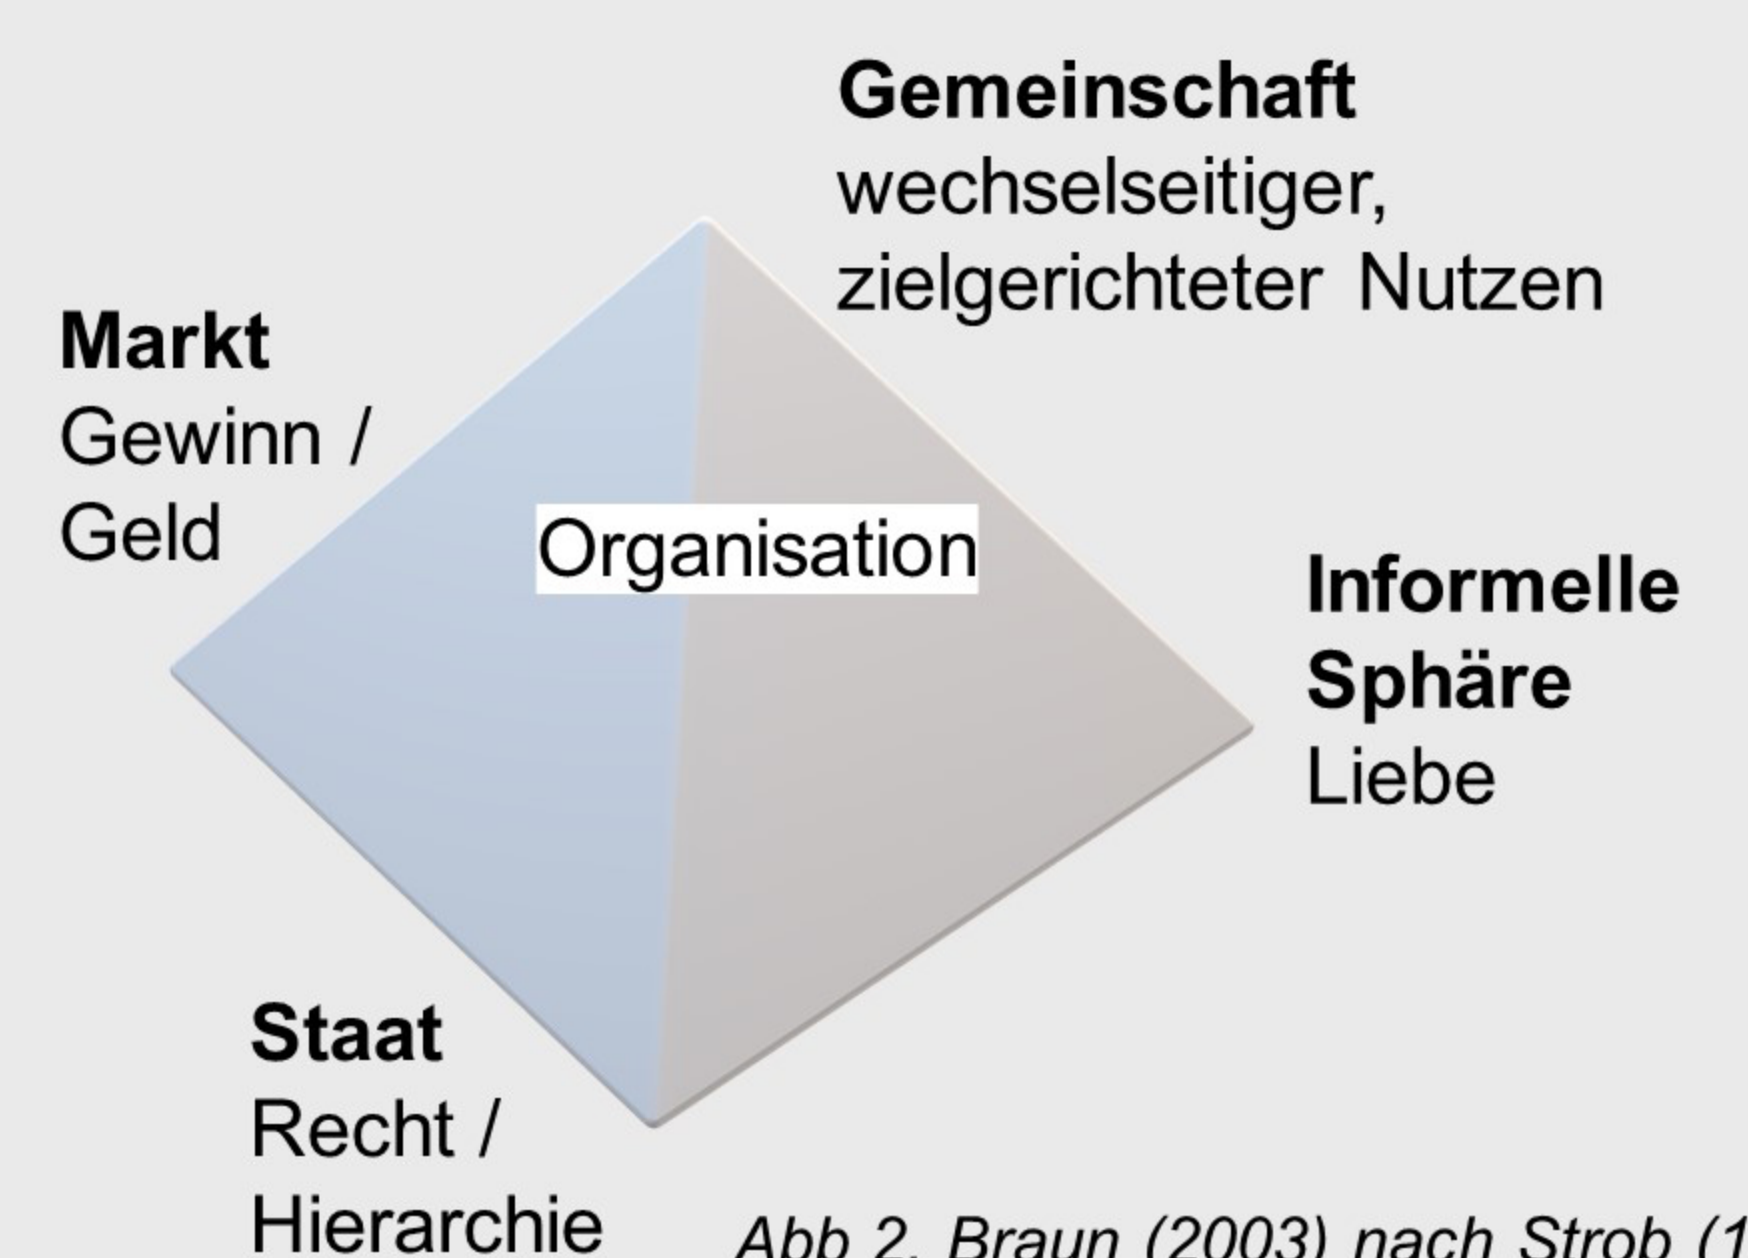 Gemeinschaft
wechselseitiger,
zielgerichteter Nutzen
Markt
Gewinn /
Geld
Organisation
Informelle
Sphäre
Liebe
Staat
Recht /
Hierarchie
Abb 2. Braun (2003) nach Strob (1